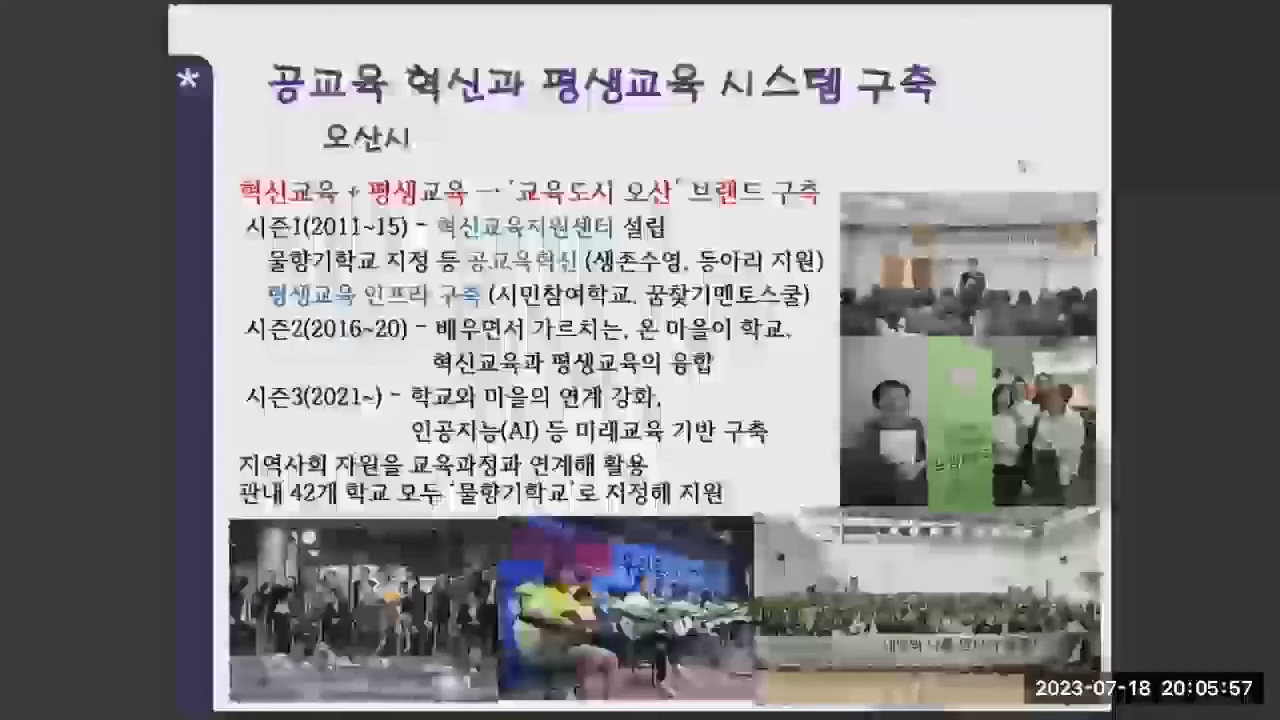 공교육 혁신과 평생교육 시스템 구축
오산시
혁신교육 + 평생교육 → '교육도시 오산' 브랜드 구축
시즌1(2011~15) - 혁신교육지원센터 설립
물향기학교 지정 등 공교육혁신 (생존수영, 동아리 지원)
평생교육 인프라 구축 (시민참여학교, 꿈찾기멘토스쿨)
시즌2(2016~20) - 배우면서 가르치는, 온 마을이 학교,
혁신교육과 평생교육의 융합
시즌3(2021~) - 학교와 마을의 연계 강화,
인공지능(AI) 등 미래교육 기반 구축
지역사회 자원을 교육과정과 연계해 활용
관내 42개 학교 모두 '물향기학교'로 지정해 지원
2023-07-18 20:05:57